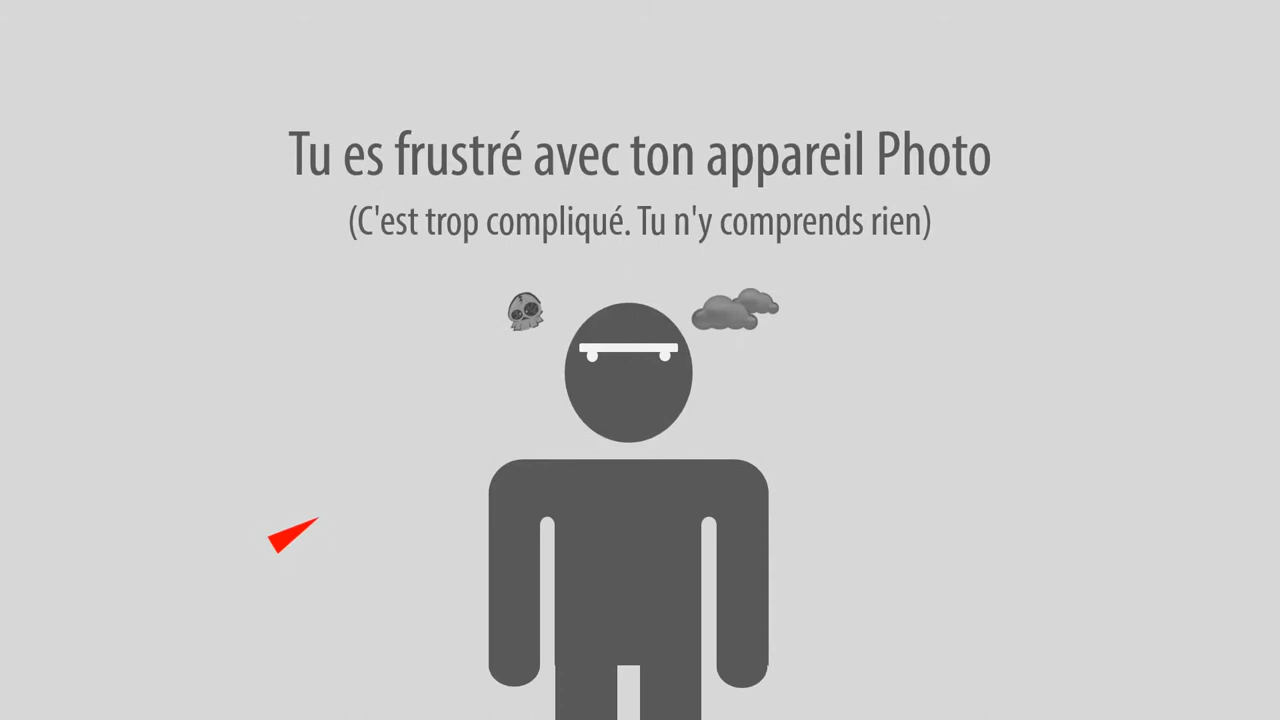 Tu es frustré avec ton appareil Photo
(C'est trop compliqué. Tu n'y comprends rien)